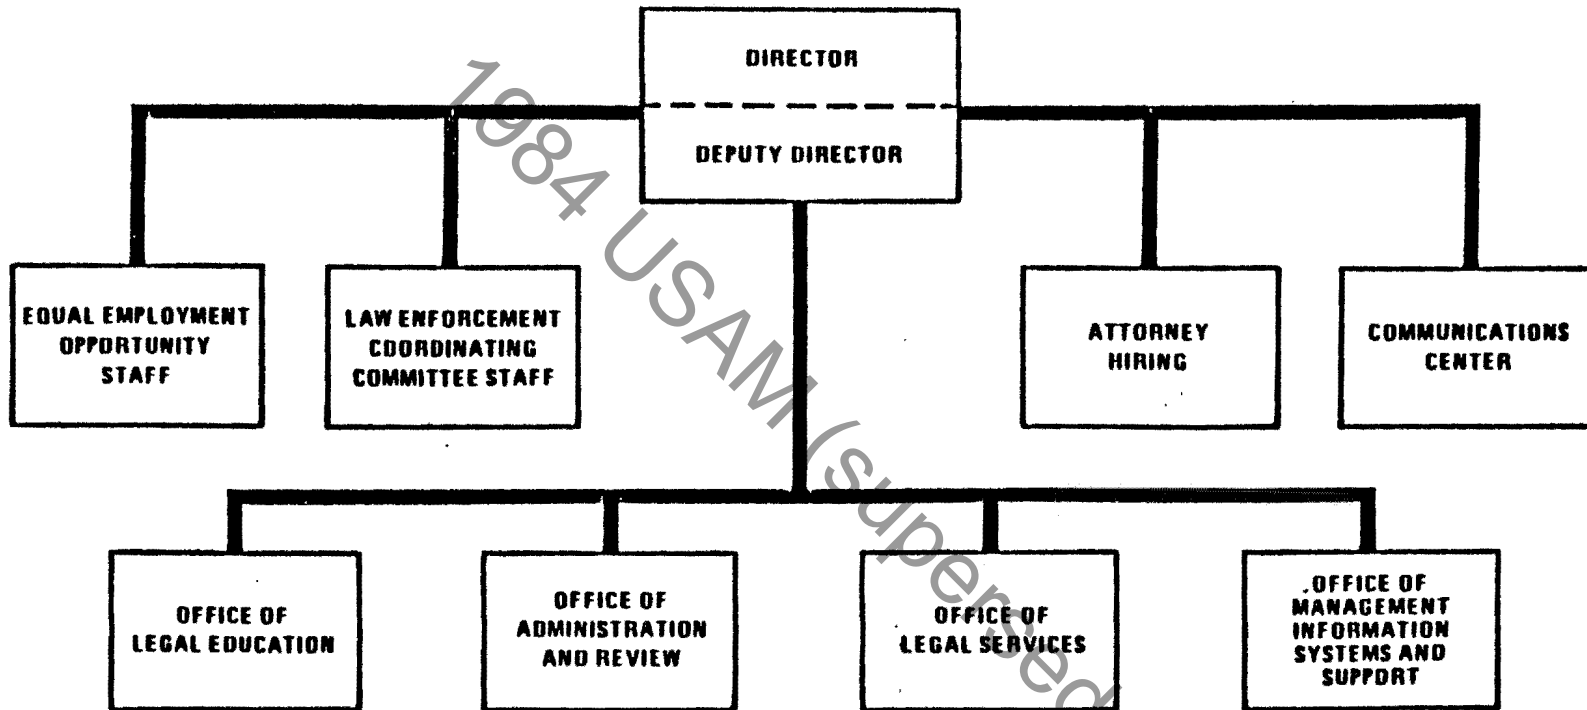 DIRECTOR
DEPUTY DIRECTOR
EQUAL EMPLOYMENT
OPPORTUNITY
STAFF
LAW ENFORCEMENT
COORDINATING
COMMITTEE STAFF
ATTORNEY
HIRING
COMMUNICATIONS
CENTER
OFFICE OF
LEGAL EDUCATION
OFFICE OF
ADMINISTRATION
AND REVIEW
OFFICE OF
LEGAL SERVICES
OFFICE OF
MANAGEMENT
INFORMATION
SYSTEMS AND
SUPPORT
1984 USAM (supersed